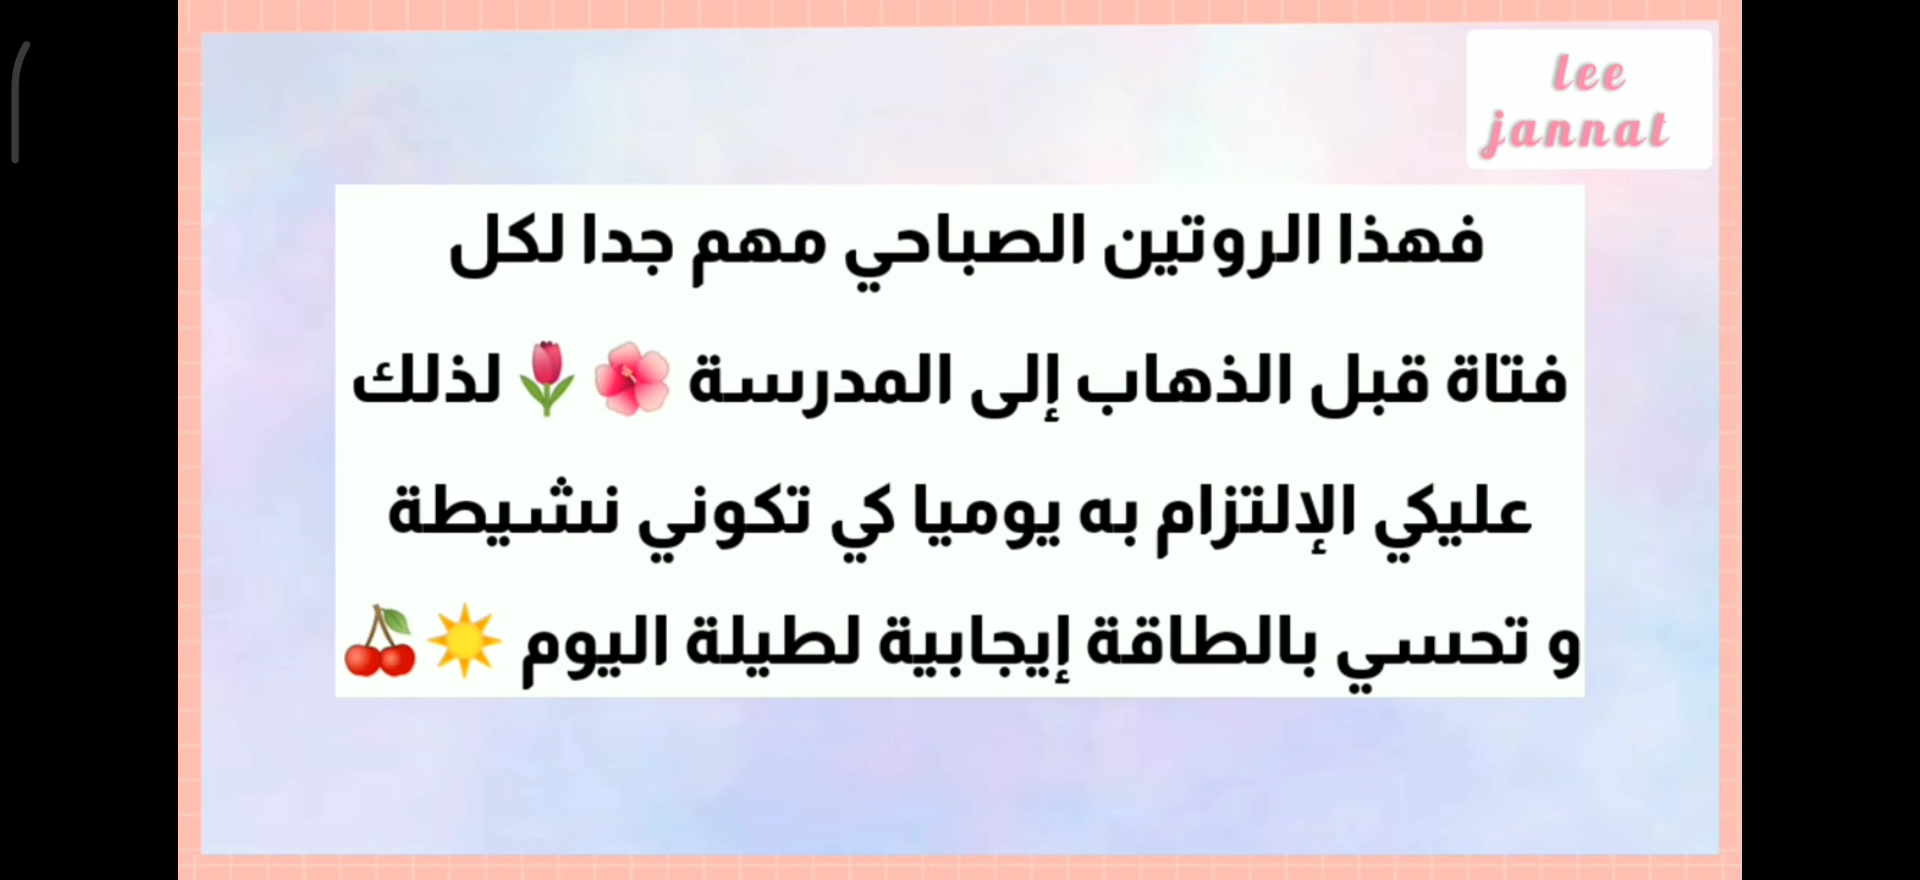 lee
jannat
فهذا الروتين الصباحي مهم جدا لكل
فتاة قبل الذهاب إلى المدرسة 🌺🌷لذلك
عليكي الإلتزام به يوميا كي تكوني نشيطة
و تحسي بالطاقة إيجابية لطيلة اليوم ☀️🍒